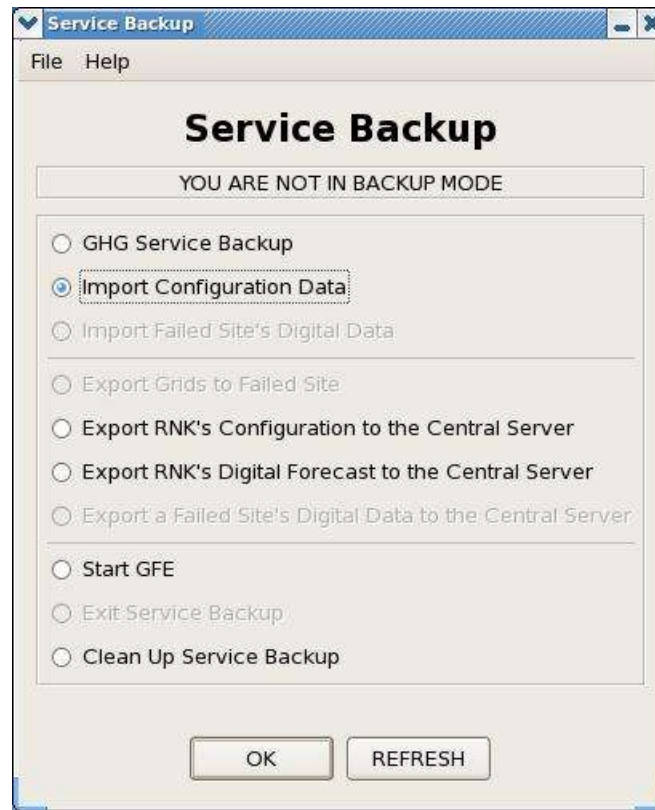 Service Backup
File Help
Service Backup
YOU ARE NOT IN BACKUP MODE
GHG Service Backup
Import Configuration Data
Import Failed Site's Digital Data
Export Grids to Failed Site
Export RNK's Configuration to the Central Server
Export RNK's Digital Forecast to the Central Server
Export a Failed Site's Digital Data to the Central Server
Start GFE
Exit Service Backup
Clean Up Service Backup
OK REFRESH